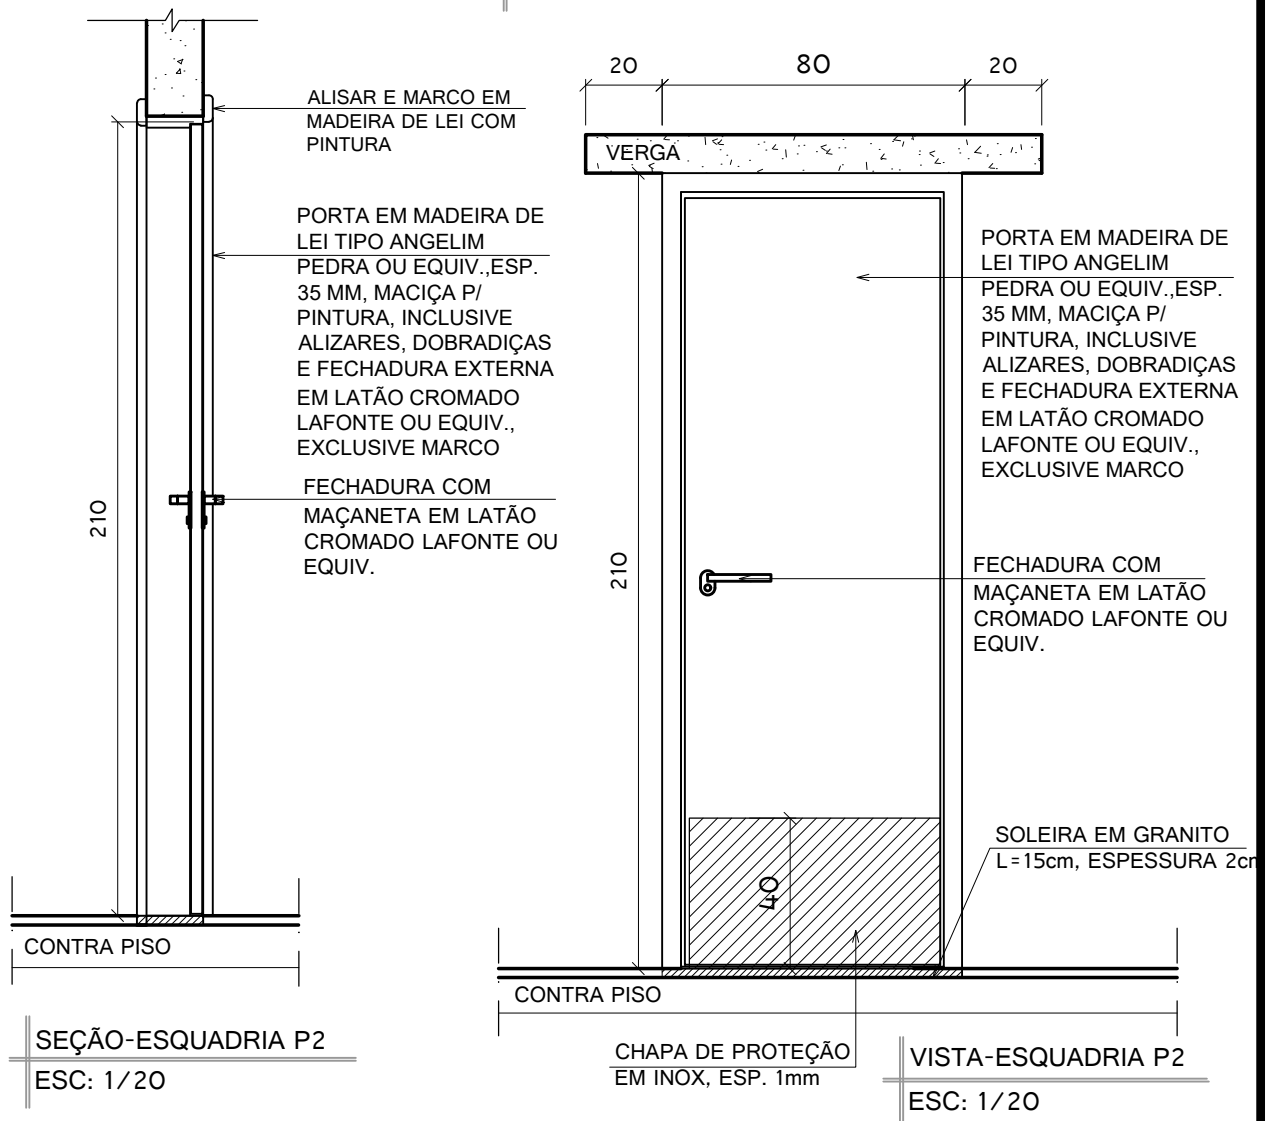 ALISAR E MARCO EM
MADEIRA DE LEI COM
PINTURA
PORTA EM MADEIRA DE
LEI TIPO ANGELIM
PEDRA OU EQUIV.,ESP.
35 MM, MACIÇA P/
PINTURA, INCLUSIVE
ALIZARES, DOBRADIÇAS
E FECHADURA EXTERNA
EM LATÃO CROMADO
LAFONTE OU EQUIV.,
EXCLUSIVE MARCO
FECHADURA COM
MAÇANETA EM LATÃO
CROMADO LAFONTE OU
EQUIV.
210
CONTRA PISO
SEÇÃO-ESQUADRIA P2
ESC: 1/20
20 80 20
VERGA
PORTA EM MADEIRA DE
LEI TIPO ANGELIM
PEDRA OU EQUIV.,ESP.
35 MM, MACIÇA P/
PINTURA, INCLUSIVE
ALIZARES, DOBRADIÇAS
E FECHADURA EXTERNA
EM LATÃO CROMADO
LAFONTE OU EQUIV.,
EXCLUSIVE MARCO
210
FECHADURA COM
MAÇANETA EM LATÃO
CROMADO LAFONTE OU
EQUIV.
SOLEIRA EM GRANITO
L=15cm, ESPESSURA 2cm
40
CONTRA PISO
CHAPA DE PROTEÇÃO
EM INOX, ESP. 1mm
VISTA-ESQUADRIA P2
ESC: 1/20